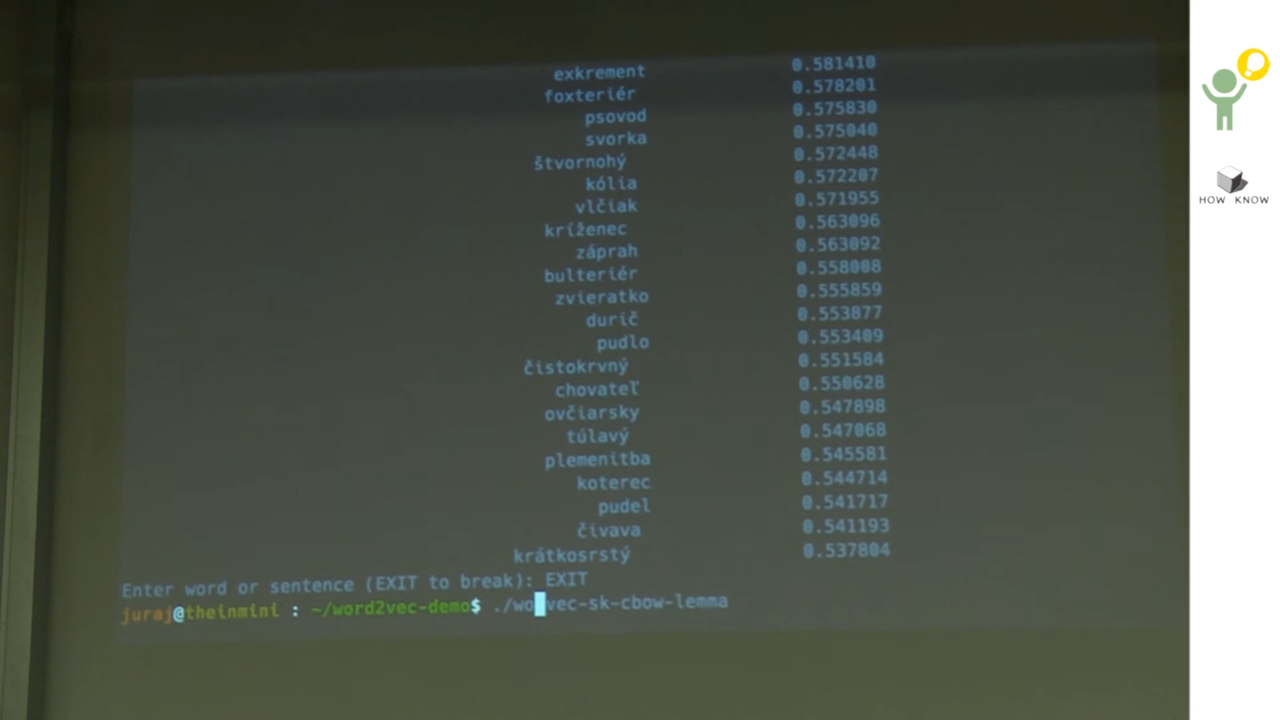 exkrement 0.581410
foxteriér 0.578201
psovod 0.575830
svorka 0.575040
štvornohý 0.572448
kólia 0.572207
vlčiak 0.571955
kríženec 0.563096
záprah 0.563092
bulteriér 0.558008
zvieratko 0.555859
durič 0.553877
pudlo 0.553409
čistokrvný 0.551584
chovateľ 0.550628
ovčiarsky 0.547898
túlavý 0.547068
plemenitba 0.545581
koterec 0.544714
pudel 0.541717
čivava 0.541193
krátkosrstý 0.537804
Enter word or sentence (EXIT to break): EXIT
juraj@theinmini : ~/word2vec-demo$ ./wo vec-sk-cbow-lemma
HOW KNOW